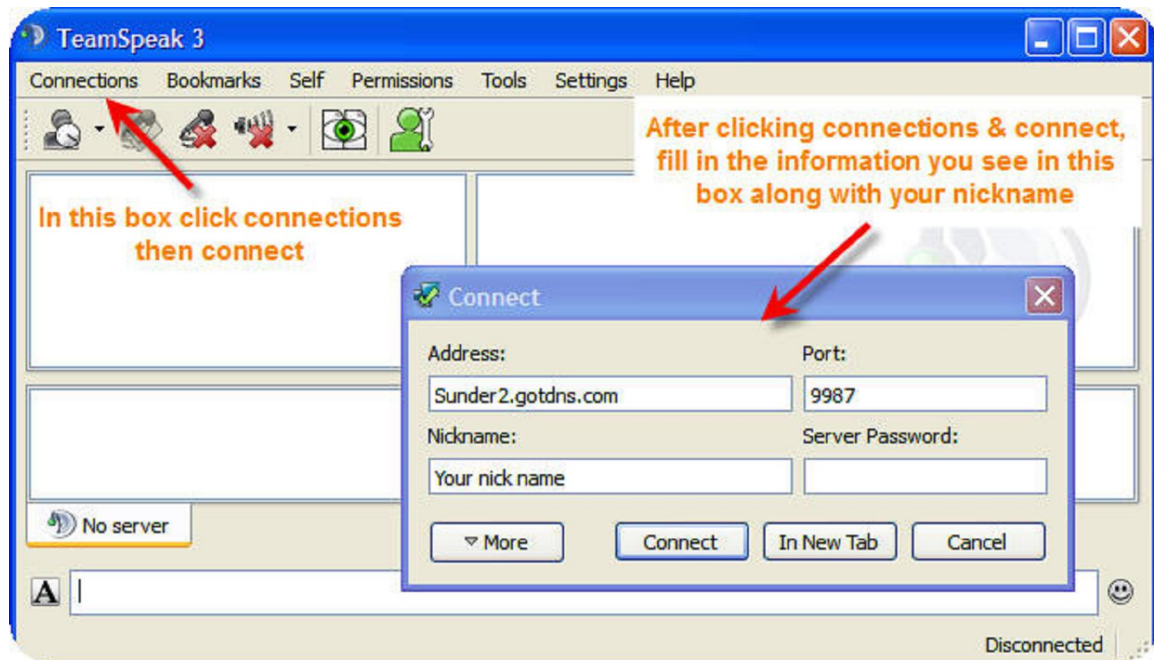 TeamSpeak 3
Connections Bookmarks Self Permissions Tools Settings Help
After clicking connections & connect,
fill in the information you see in this
box along with your nickname
In this box click connections
then connect
Connect
Address: Port:
Sunder2.gotdns.com 9987
Nickname: Server Password:
Your nick name
No server
More Connect In New Tab Cancel
A
Disconnected